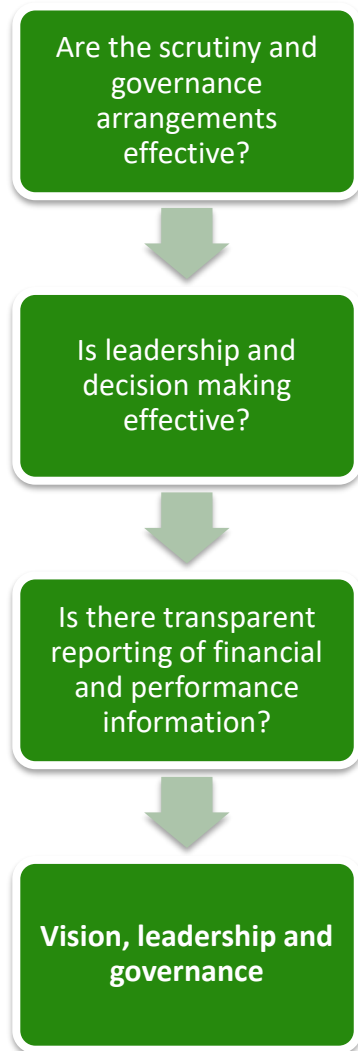 Are the scrutiny and
governance
arrangements
effective?
Is leadership and
decision making
effective?
Is there transparent
reporting of financial
and performance
information?
Vision, leadership and
governance